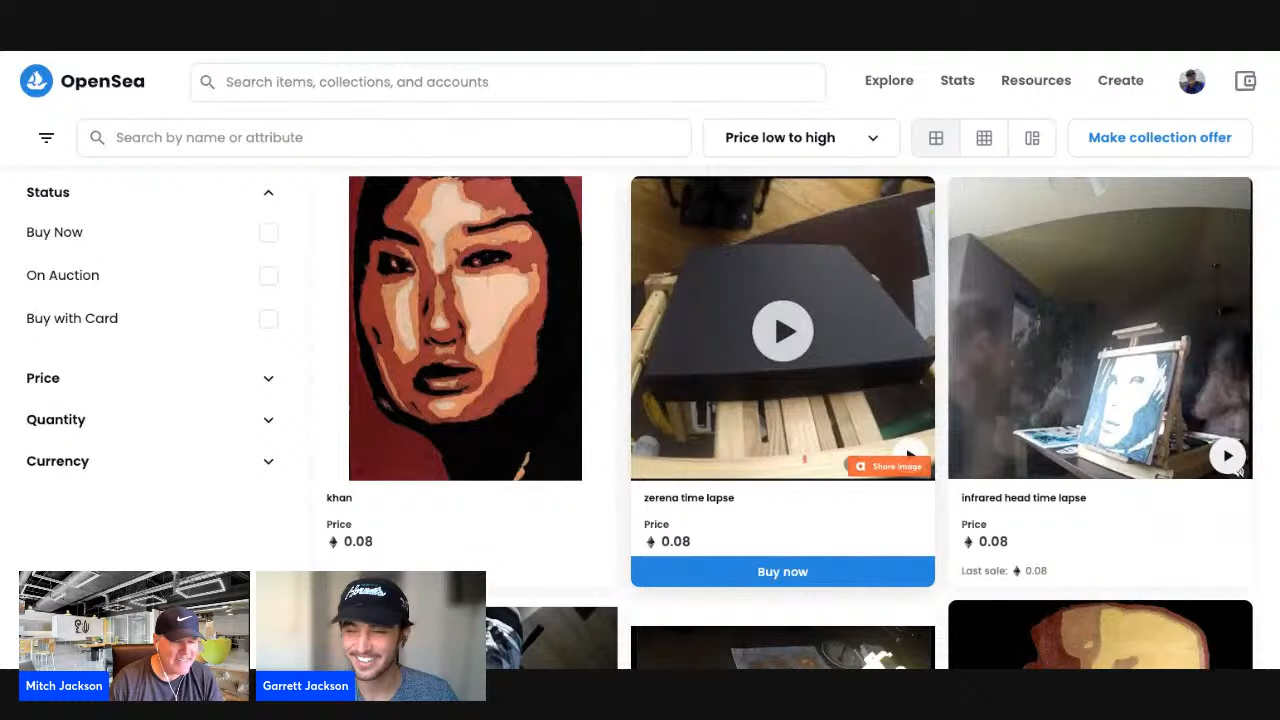 OpenSea
Search items, collections, and accounts
Explore
Stats
Resources
Create
Search by name or attribute
Price low to high
Make collection offer
Status
Buy Now
On Auction
Buy with Card
Price
Quantity
Currency
khan
Price
0.08
Share Image
zerena time lapse
Price
0.08
Buy now
infrared head time lapse
Price
0.08
Last sale: 0.08
Mitch Jackson
Garrett Jackson